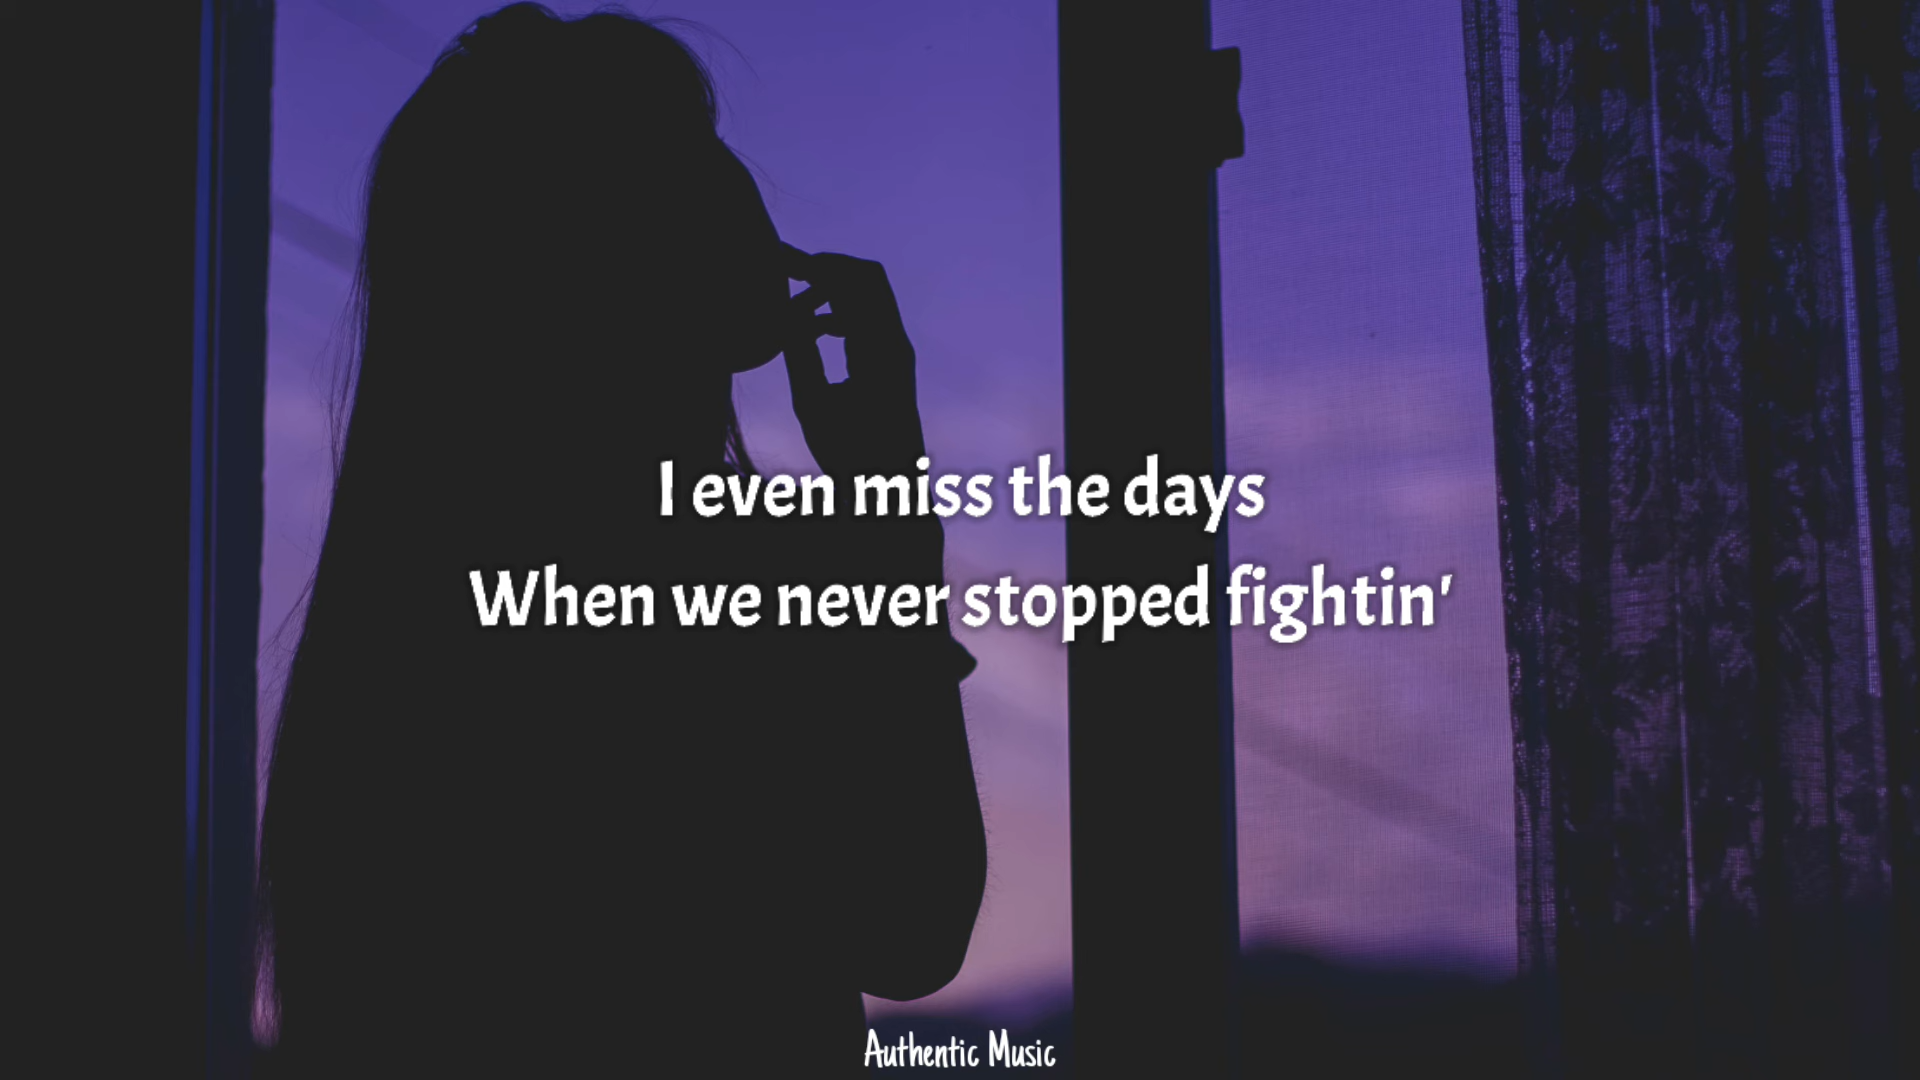 I even miss the days
When we never stopped fightin'
Authentic Music